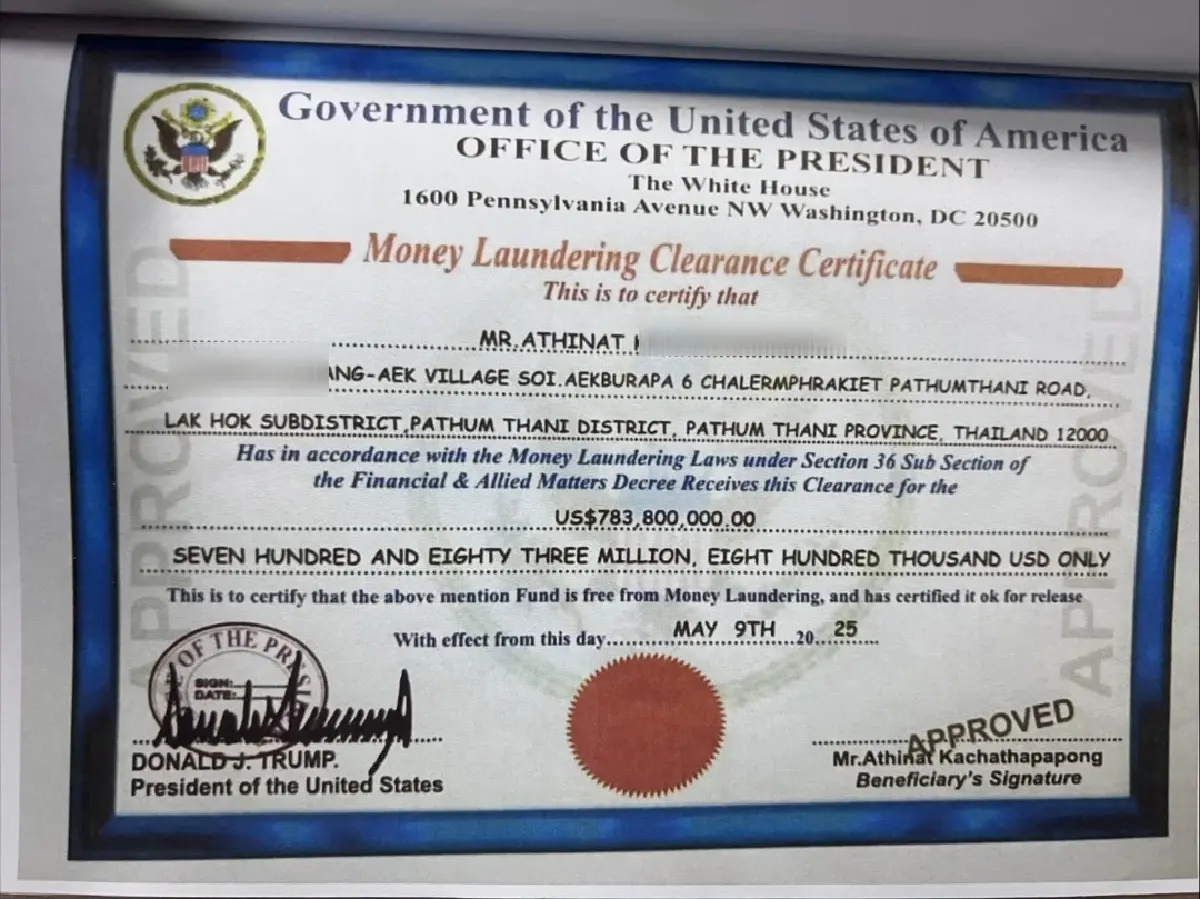 Government of the United States of America
OFFICE OF THE PRESIDENT
The White House
1600 Pennsylvania Avenue NW Washington, DC 20500
Money Laundering Clearance Certificate
This is to certify that
MR.ATHINAT
ANG-AEK VILLAGE SOI.AEKBURAPA 6 CHALERMPHRAKIET PATHUMTHANI ROAD,
LAK HOK SUBDISTRICT,PATHUM THANI DISTRICT, PATHUM THANI PROVINCE, THAILAND 12000
Has in accordance with the Money Laundering Laws under Section 36 Sub Section of
the Financial & Allied Matters Decree Receives this Clearance for the
US$783,800,000.00
SEVEN HUNDRED AND EIGHTY THREE MILLION, EIGHT HUNDRED THOUSAND USD ONLY
This is to certify that the above mention Fund is free from Money Laundering, and has certified it ok for release
With effect from this day......... MAY 9TH ...20...25......
APPROVED
APPROVED
OF THE PRESI
SIGN:
DATE:
DONALD J. TRUMP.
President of the United States
APPROVED
Mr.Athinat Kachathapapong
Beneficiary's Signature